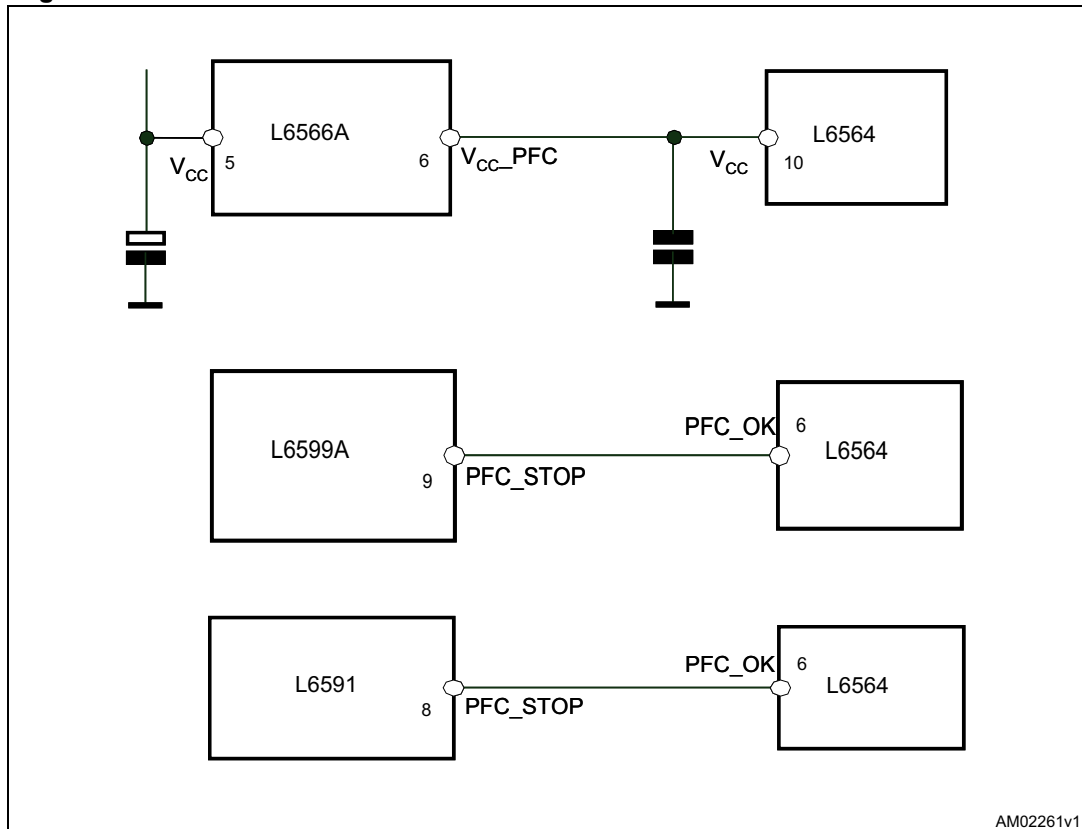 L6566A
L6564
V_CC
5
6
V_CC_PFC
V_CC
10
L6599A
PFC_OK
6
L6564
9
PFC_STOP
L6591
PFC_OK
6
L6564
8
PFC_STOP
AM02261v1